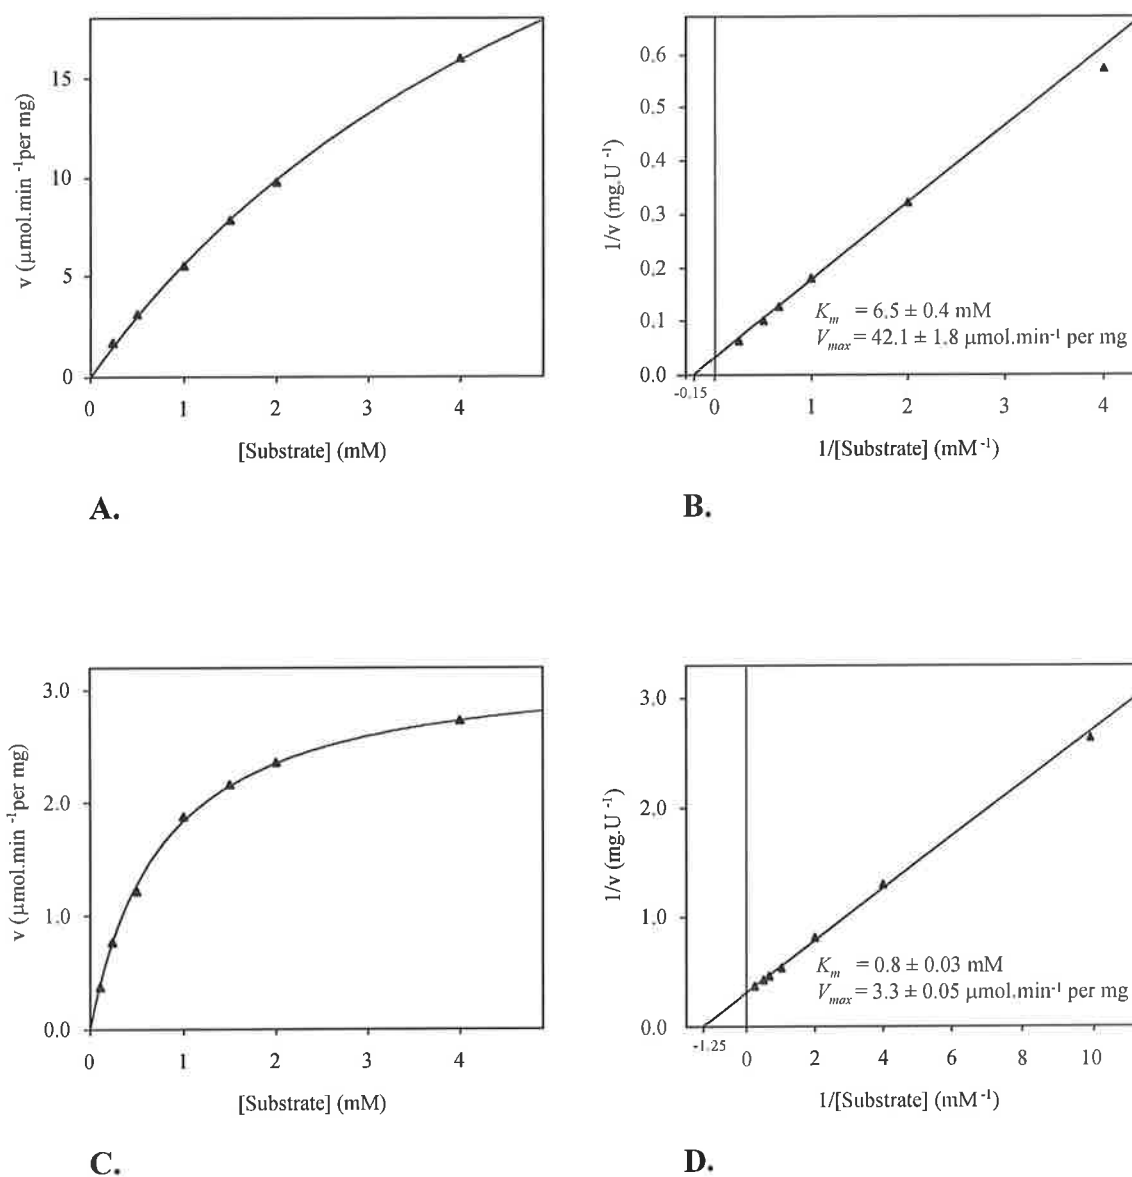 v (µmol.min -1per mg)
15
10
5
0
0 1 2 3 4
[Substrate] (mM)
A.
1/v (mg.U -1)
0.6
0.5
0.4
0.3
0.2
0.1
0.0
Km = 6.5 ± 0.4 mM
Vmax = 42.1 ± 1.8 µmol.min-1 per mg
-0.15 0 1 2 3 4
1/[Substrate] (mM-1)
B.
v (µmol.min -1per mg)
3.0
2.0
1.0
0.0
0 1 2 3 4
[Substrate] (mM)
C.
1/v (mg.U -1)
3.0
2.0
1.0
0.0
Km = 0.8 ± 0.03 mM
Vmax = 3.3 ± 0.05 µmol.min-1 per mg
-1.25 0 2 4 6 8 10
1/[Substrate] (mM-1)
D.